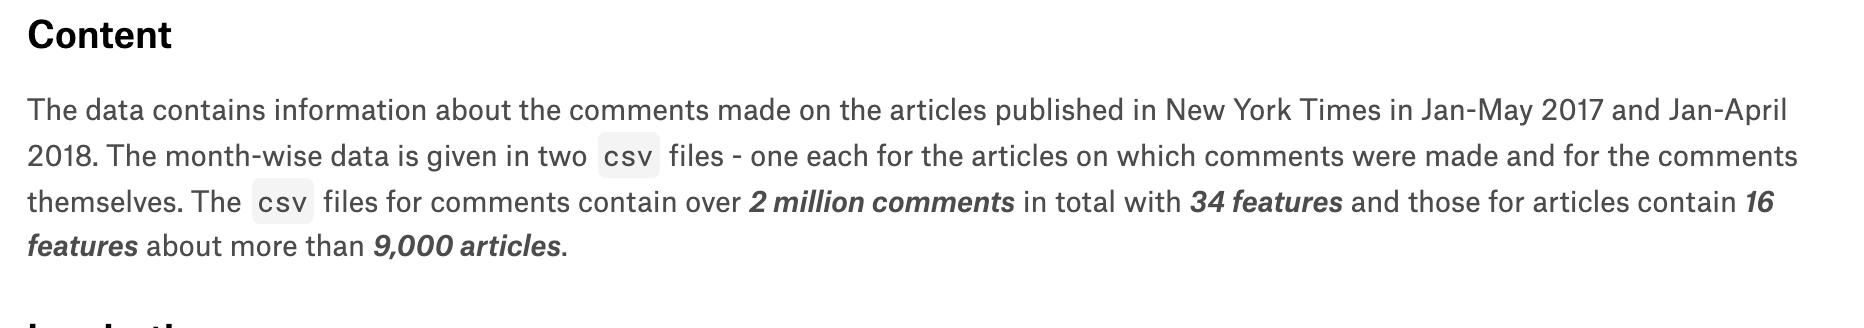 Content
The data contains information about the comments made on the articles published in New York Times in Jan-May 2017 and Jan-April
2018. The month-wise data is given in two csv files - one each for the articles on which comments were made and for the comments
themselves. The csv files for comments contain over 2 million comments in total with 34 features and those for articles contain 16
features about more than 9,000 articles.